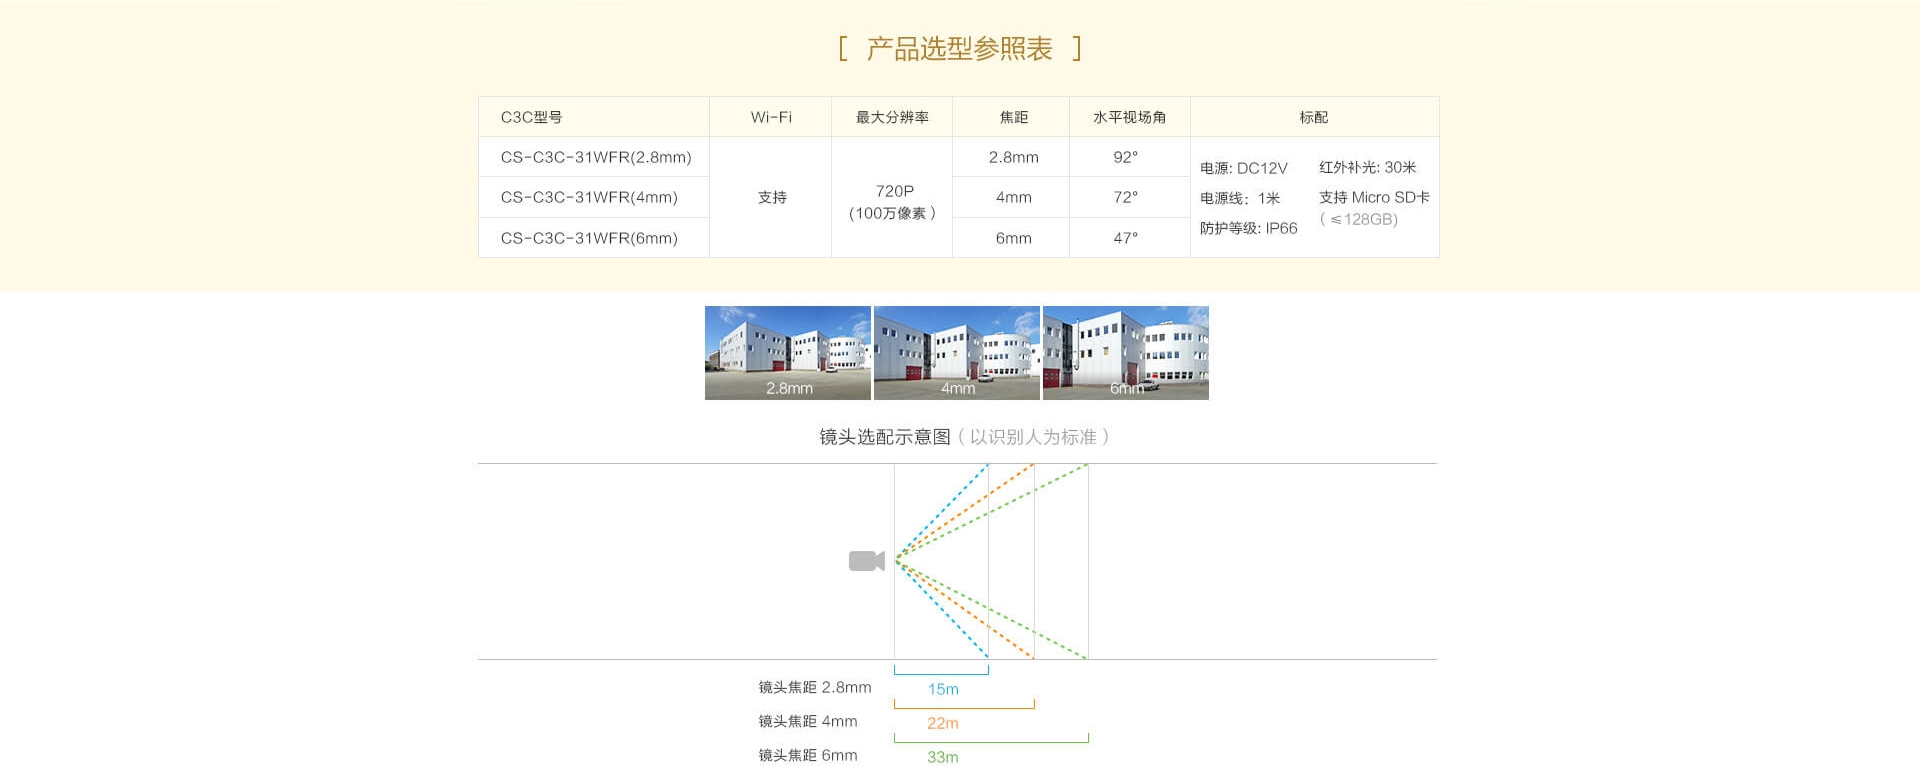 [ 产品选型参照表 ]
C3C型号 Wi-Fi 最大分辨率 焦距 水平视场角 标配
CS-C3C-31WFR(2.8mm) 支持 720P (100万像素) 2.8mm 92° 电源: DC12V 红外补光: 30米
CS-C3C-31WFR(4mm) 4mm 72° 电源线: 1米 支持 Micro SD卡
(≤128GB)
CS-C3C-31WFR(6mm) 6mm 47° 防护等级: IP66
2.8mm 4mm 6mm
镜头选配示意图(以识别人为标准)
镜头焦距 2.8mm 15m
镜头焦距 4mm 22m
镜头焦距 6mm 33m